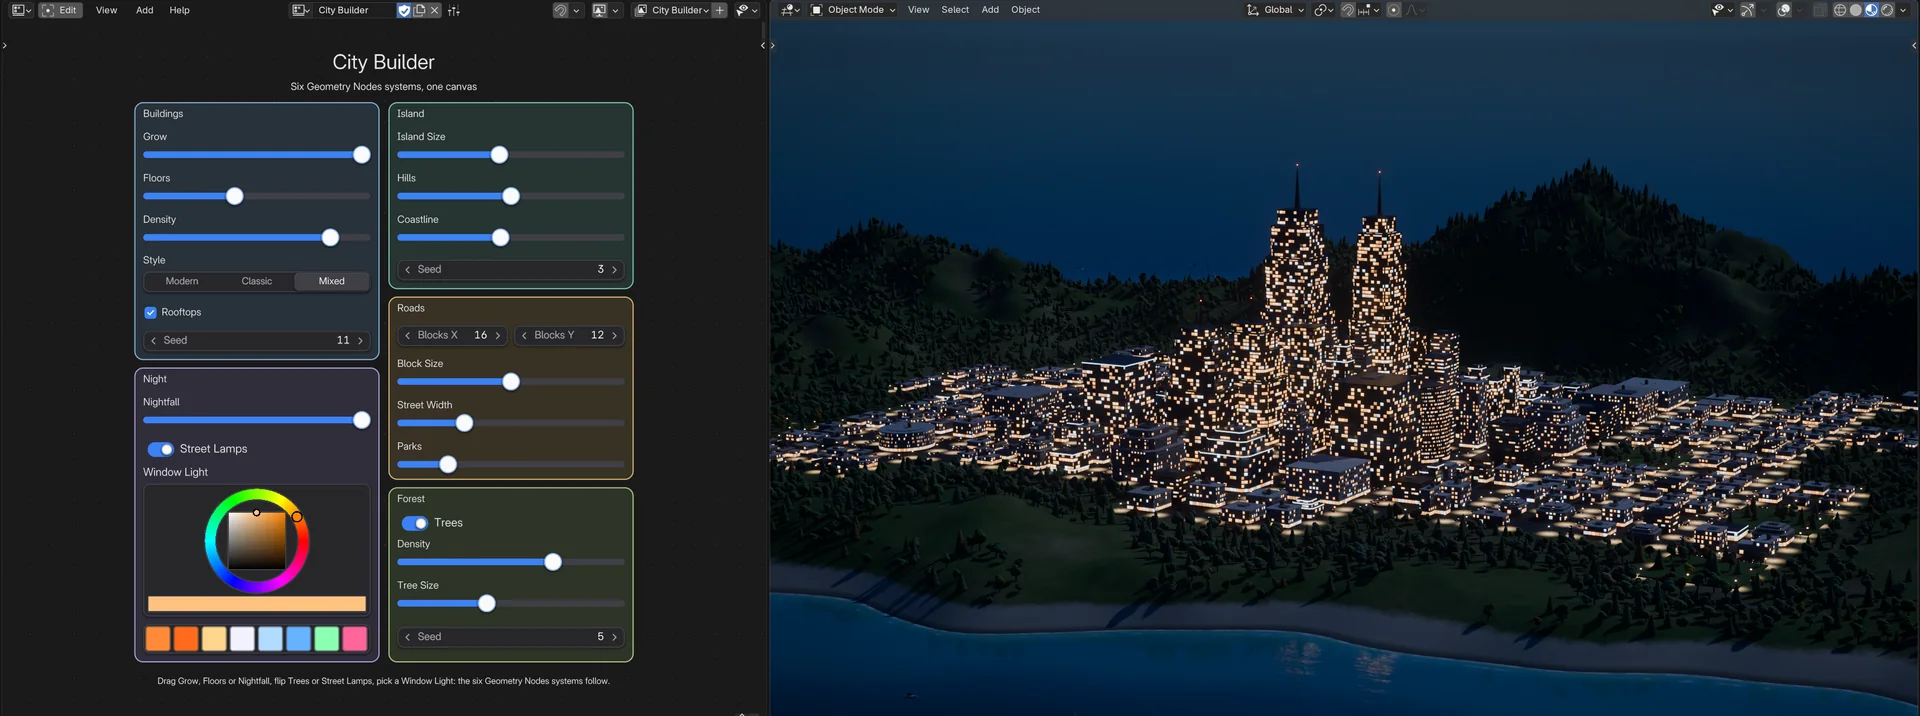 Edit View Add Help City Builder City Builder
Object Mode View Select Add Object Global
City Builder
Six Geometry Nodes systems, one canvas
Buildings
Grow
Floors
Density
Style
Modern Classic Mixed
Rooftops
Seed 11
Night
Nightfall
Street Lamps
Window Light
Island
Island Size
Hills
Coastline
Seed 3
Roads
Blocks X 16 Blocks Y 12
Block Size
Street Width
Parks
Forest
Trees
Density
Tree Size
Seed 5
Drag Grow, Floors or Nightfall, flip Trees or Street Lamps, pick a Window Light: the six Geometry Nodes systems follow.